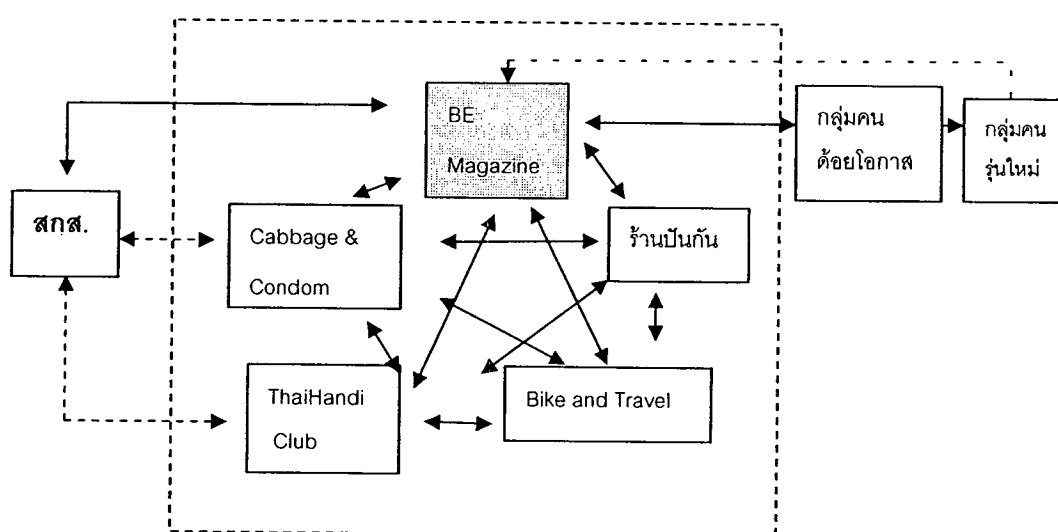 BE
Magazine
กลุ่มคน
ด้อยโอกาส
กลุ่มคน
รุ่นใหม่
สกส.
Cabbage &
Condom
ร้านปันกัน
ThaiHandi
Club
Bike and Travel